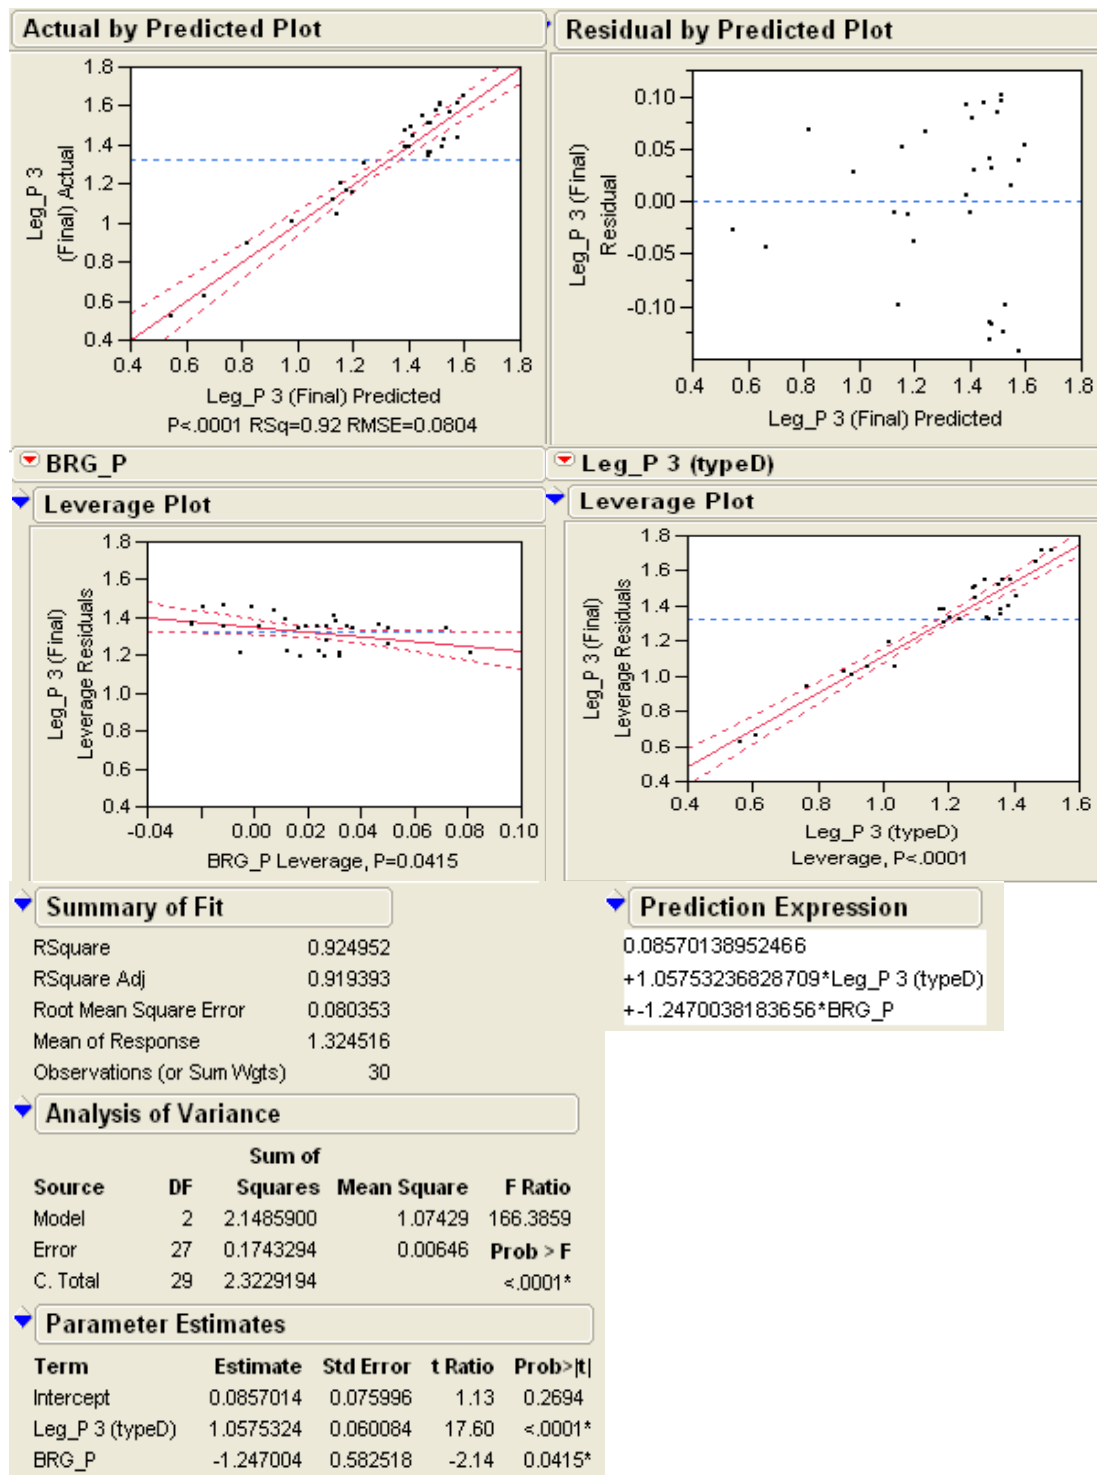 Actual by Predicted Plot
1.8
1.6
1.4
1.2
1
0.8
0.6
0.4
Leg_P 3
(Final) Actual
0.4 0.6 0.8 1.0 1.2 1.4 1.6 1.8
Leg_P 3 (Final) Predicted
P<.0001 RSq=0.92 RMSE=0.0804
Residual by Predicted Plot
0.10
0.05
0.00
-0.05
-0.10
Leg_P 3 (Final)
Residual
0.4 0.6 0.8 1.0 1.2 1.4 1.6 1.8
Leg_P 3 (Final) Predicted
BRG_P
Leverage Plot
1.8
1.6
1.4
1.2
1.0
0.8
0.6
0.4
Leg_P 3 (Final)
Leverage Residuals
-0.04 0.00 0.02 0.04 0.06 0.08 0.10
BRG_P Leverage, P=0.0415
Leg_P 3 (typeD)
Leverage Plot
1.8
1.6
1.4
1.2
1.0
0.8
0.6
0.4
Leg_P 3 (Final)
Leverage Residuals
0.4 0.6 0.8 1.0 1.2 1.4 1.6
Leg_P 3 (typeD)
Leverage, P<.0001
Summary of Fit
RSquare 0.924952
RSquare Adj 0.919393
Root Mean Square Error 0.080353
Mean of Response 1.324516
Observations (or Sum Wgts) 30
Prediction Expression
0.08570138952466
+1.05753236828709*Leg_P 3 (typeD)
+-1.2470038183656*BRG_P
Analysis of Variance
Sum of
Source DF Squares Mean Square F Ratio
Model 2 2.1485900 1.07429 166.3859
Error 27 0.1743294 0.00646 Prob > F
C. Total 29 2.3229194 <.0001*
Parameter Estimates
Term Estimate Std Error t Ratio Prob>|t|
Intercept 0.0857014 0.075996 1.13 0.2694
Leg_P 3 (typeD) 1.0575324 0.060084 17.60 <.0001*
BRG_P -1.247004 0.582518 -2.14 0.0415*